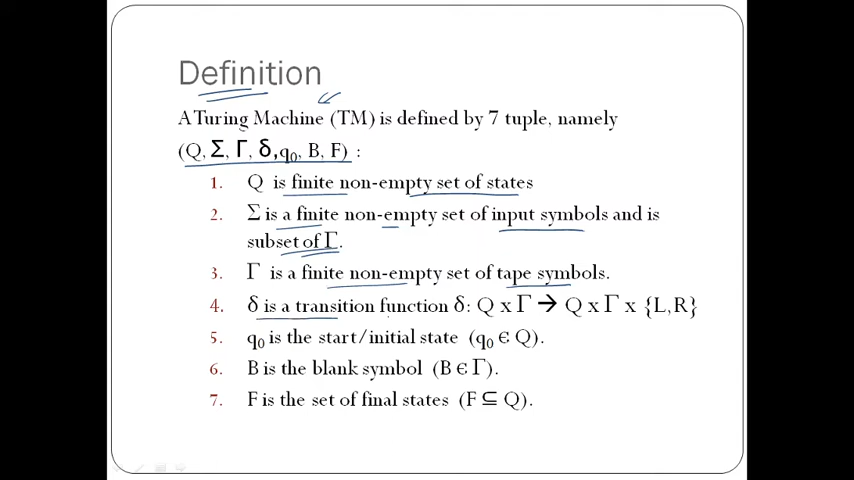 Definition
A Turing Machine (TM) is defined by 7 tuple, namely
(Q, Σ, Γ, δ,q₀, B, F) :
1. Q is finite non-empty set of states
2. Σ is a finite non-empty set of input symbols and is
subset of Γ.
3. Γ is a finite non-empty set of tape symbols.
4. δ is a transition function δ: Q x Γ → Q x Γ x {L,R}
5. q₀ is the start/initial state (q₀ ϵ Q).
6. B is the blank symbol (B ϵ Γ).
7. F is the set of final states (F ⊆ Q).